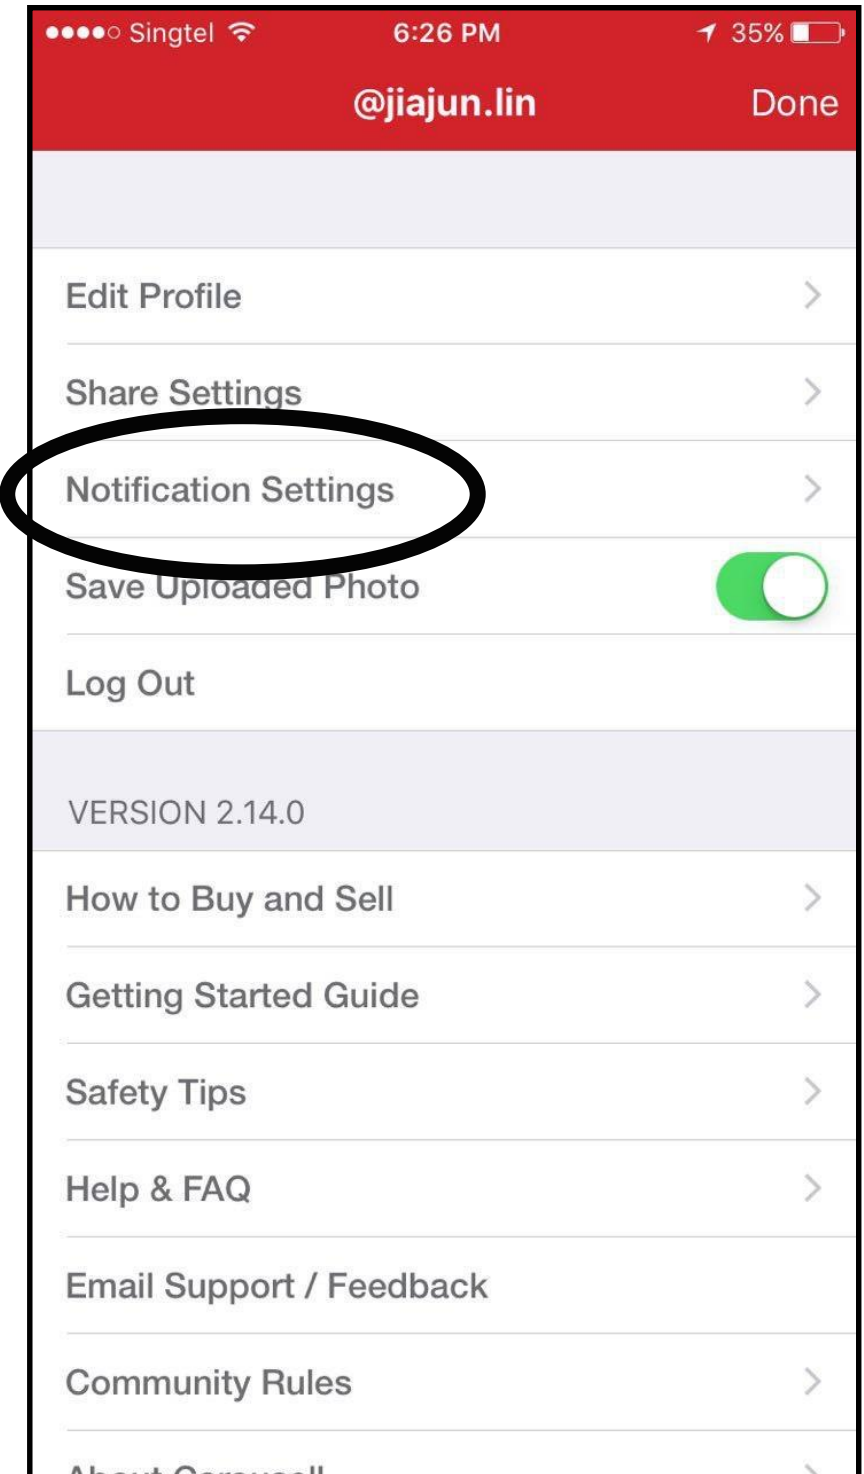 Singtel 6:26 PM 35%
@jiajun.lin Done
Edit Profile
Share Settings
Notification Settings
Save Uploaded Photo
Log Out
VERSION 2.14.0
How to Buy and Sell
Getting Started Guide
Safety Tips
Help & FAQ
Email Support / Feedback
Community Rules
About Carousell